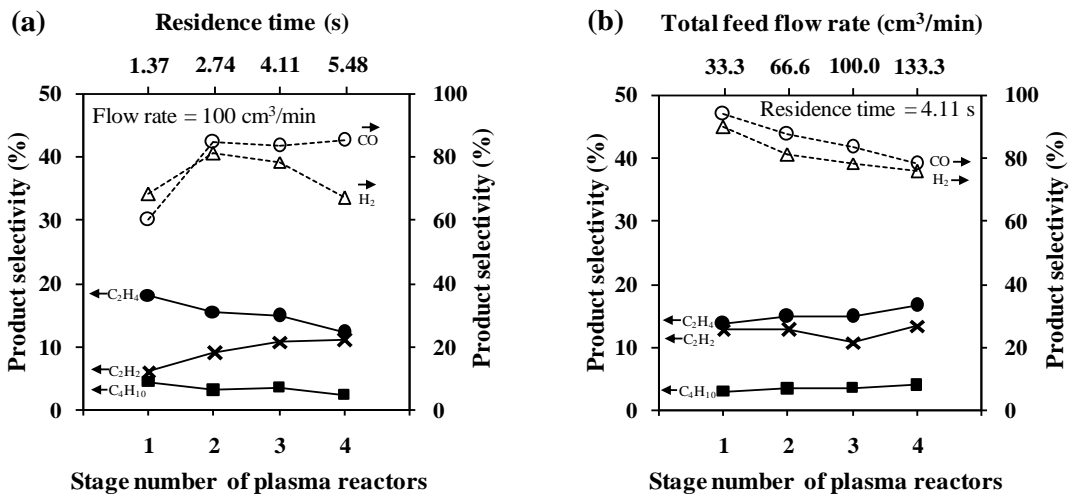 (a)
Residence time (s)
1.37 2.74 4.11 5.48
Product selectivity (%)
50
40
30
20
10
0
Flow rate = 100 cm³/min
CO
H₂
C₂H₄
C₂H₂
C₄H₁₀
100
80
60
40
20
0
Product selectivity (%)
1 2 3 4
Stage number of plasma reactors
(b)
Total feed flow rate (cm³/min)
33.3 66.6 100.0 133.3
Product selectivity (%)
50
40
30
20
10
0
Residence time = 4.11 s
CO
H₂
C₂H₄
C₂H₂
C₄H₁₀
100
80
60
40
20
0
Product selectivity (%)
1 2 3 4
Stage number of plasma reactors